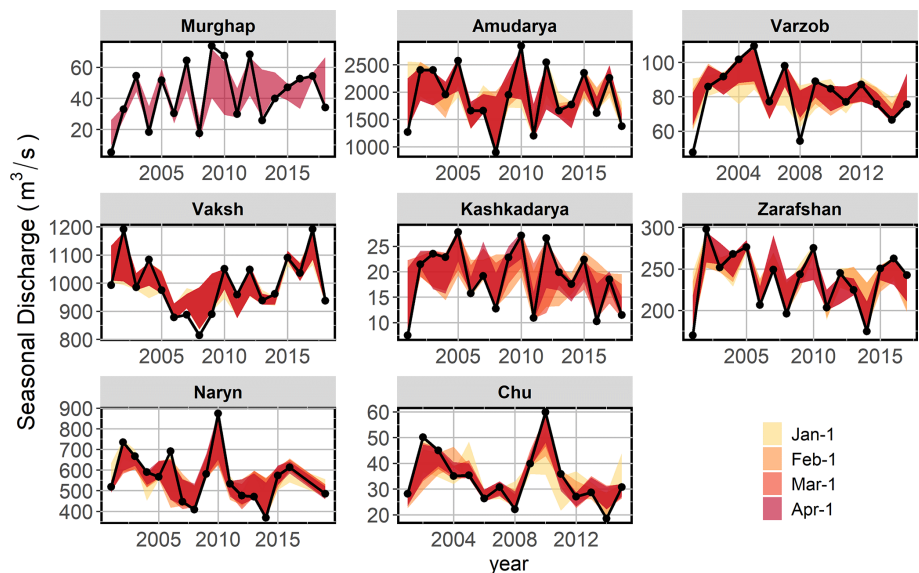 Murghap
Amudarya
Varzob
60
40
20
2500
2000
1500
1000
100
80
60
2005 2010 2015
2005 2010 2015
2004 2008 2012
Vaksh
Kashkadarya
Zarafshan
1200
1100
1000
900
800
25
20
15
10
300
250
200
2005 2010 2015
2005 2010 2015
2005 2010 2015
Naryn
Chu
900
800
700
600
500
400
60
50
40
30
20
2005 2010 2015
2004 2008 2012
Seasonal Discharge (m³/s)
year
Jan-1
Feb-1
Mar-1
Apr-1